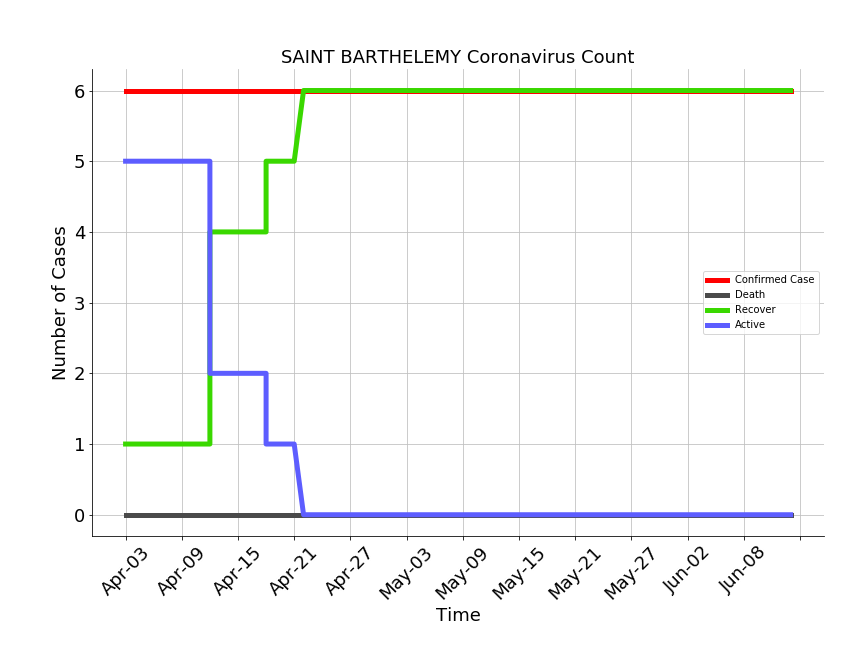 SAINT BARTHELEMY Coronavirus Count
Number of Cases
6
5
4
3
2
1
0
Confirmed Case
Death
Recover
Active
Apr-03
Apr-09
Apr-15
Apr-21
Apr-27
May-03
May-09
May-15
May-21
May-27
Jun-02
Jun-08
Time